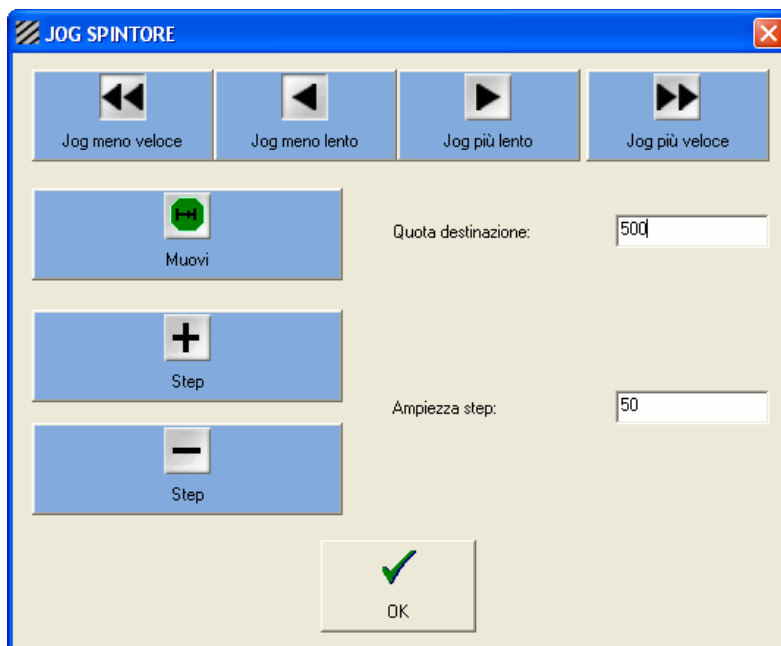 JOG SPINTORE
Jog meno veloce
Jog meno lento
Jog più lento
Jog più veloce
Muovi
Quota destinazione:
500
Step
Ampiezza step:
50
Step
OK